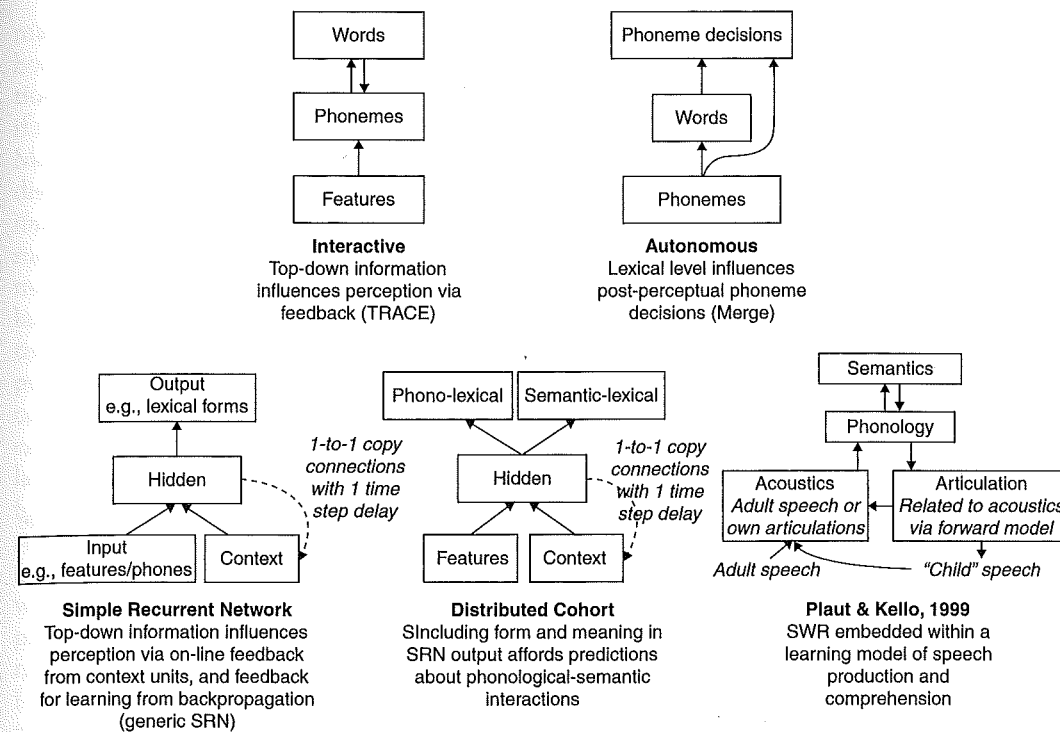 Words
Phonemes
Features
Interactive
Top-down information
influences perception via
feedback (TRACE)
Phoneme decisions
Words
Phonemes
Autonomous
Lexical level influences
post-perceptual phoneme
decisions (Merge)
Output
e.g., lexical forms
Hidden
1-to-1 copy
connections
with 1 time
step delay
Input
e.g., features/phones
Context
Simple Recurrent Network
Top-down information influences
perception via on-line feedback
from context units, and feedback
for learning from backpropagation
(generic SRN)
Phono-lexical
Semantic-lexical
Hidden
1-to-1 copy
connections
with 1 time
step delay
Features
Context
Distributed Cohort
SIncluding form and meaning in
SRN output affords predictions
about phonological-semantic
interactions
Semantics
Phonology
Acoustics
Adult speech or
own articulations
Articulation
Related to acoustics
via forward model
Adult speech
"Child" speech
Plaut & Kello, 1999
SWR embedded within a
learning model of speech
production and
comprehension